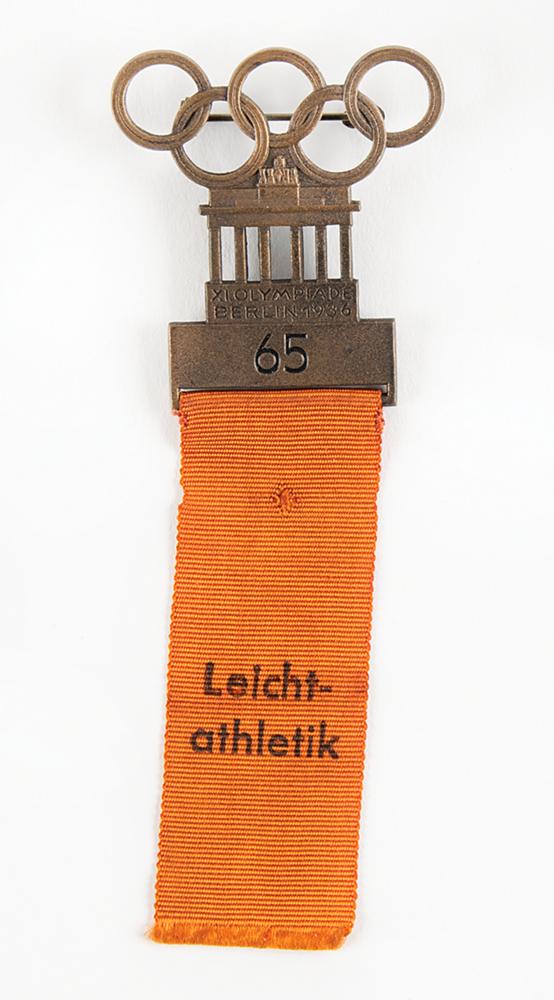 XI.OLYMPIADE
BERLIN 1936
65
Leicht-
athletik